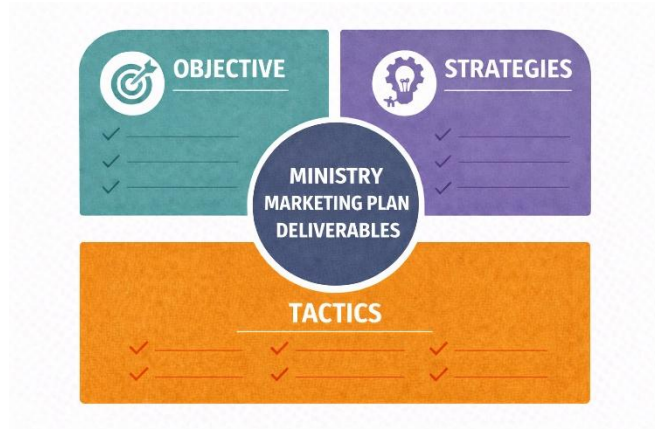 OBJECTIVE
STRATEGIES
MINISTRY
MARKETING PLAN
DELIVERABLES
TACTICS